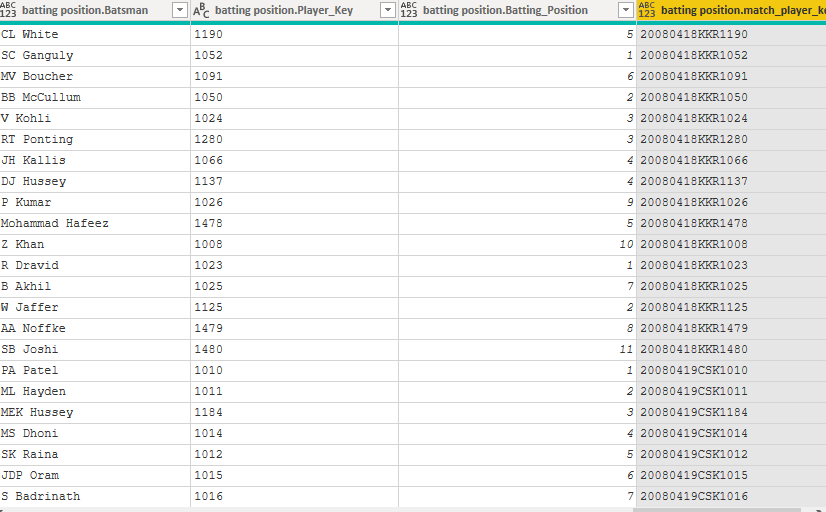 ABC 123 batting position.Batsman ABC batting position.Player_Key ABC 123 batting position.Batting_Position ABC 123 batting position.match_player_k
CL White 1190 5 20080418KKR1190
SC Ganguly 1052 1 20080418KKR1052
MV Boucher 1091 6 20080418KKR1091
BB McCullum 1050 2 20080418KKR1050
V Kohli 1024 3 20080418KKR1024
RT Ponting 1280 3 20080418KKR1280
JH Kallis 1066 4 20080418KKR1066
DJ Hussey 1137 4 20080418KKR1137
P Kumar 1026 9 20080418KKR1026
Mohammad Hafeez 1478 5 20080418KKR1478
Z Khan 1008 10 20080418KKR1008
R Dravid 1023 1 20080418KKR1023
B Akhil 1025 7 20080418KKR1025
W Jaffer 1125 2 20080418KKR1125
AA Noffke 1479 8 20080418KKR1479
SB Joshi 1480 11 20080418KKR1480
PA Patel 1010 1 20080419CSK1010
ML Hayden 1011 2 20080419CSK1011
MEK Hussey 1184 3 20080419CSK1184
MS Dhoni 1014 4 20080419CSK1014
SK Raina 1012 5 20080419CSK1012
JDP Oram 1015 6 20080419CSK1015
S Badrinath 1016 7 20080419CSK1016